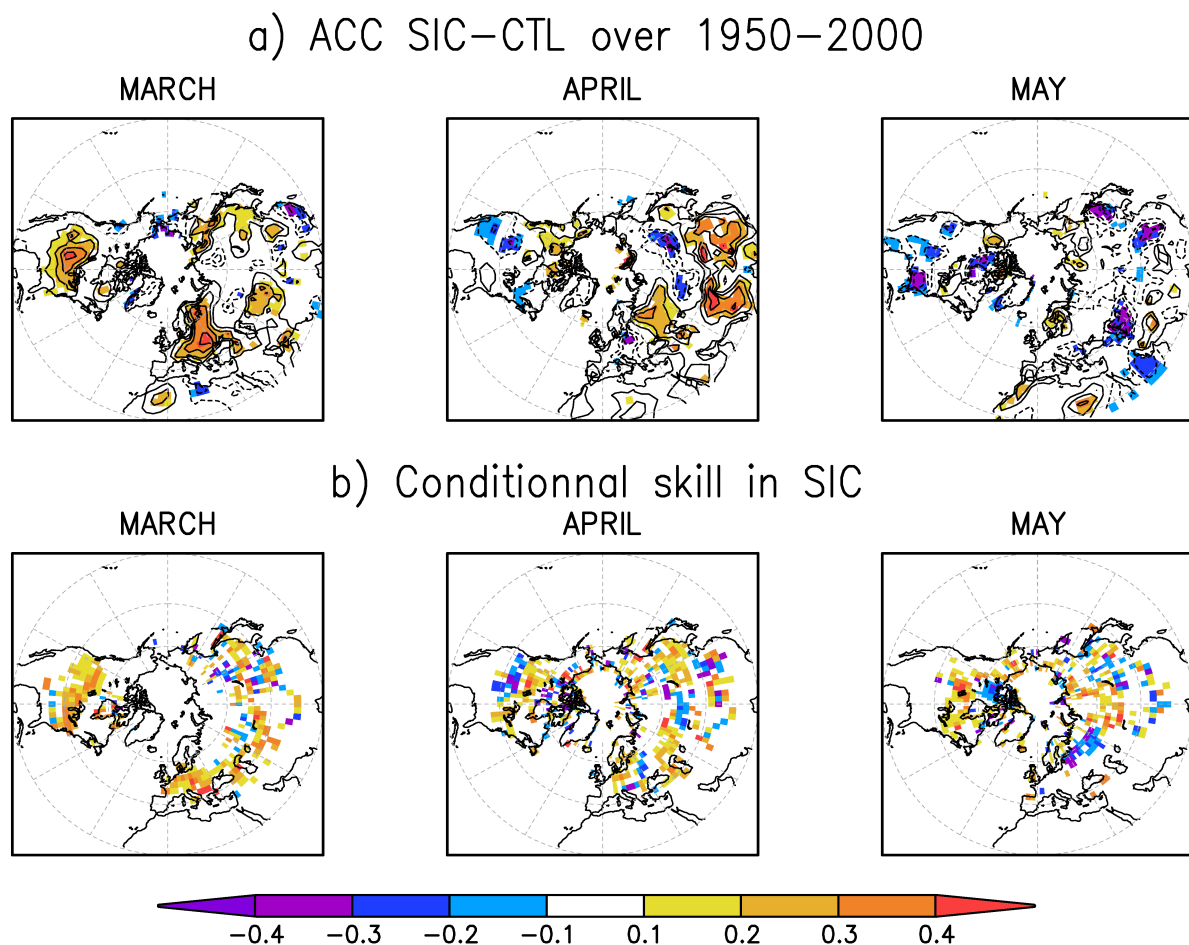 a) ACC SIC-CTL over 1950-2000
MARCH APRIL MAY
b) Conditionnal skill in SIC
MARCH APRIL MAY
-0.4 -0.3 -0.2 -0.1 0.1 0.2 0.3 0.4